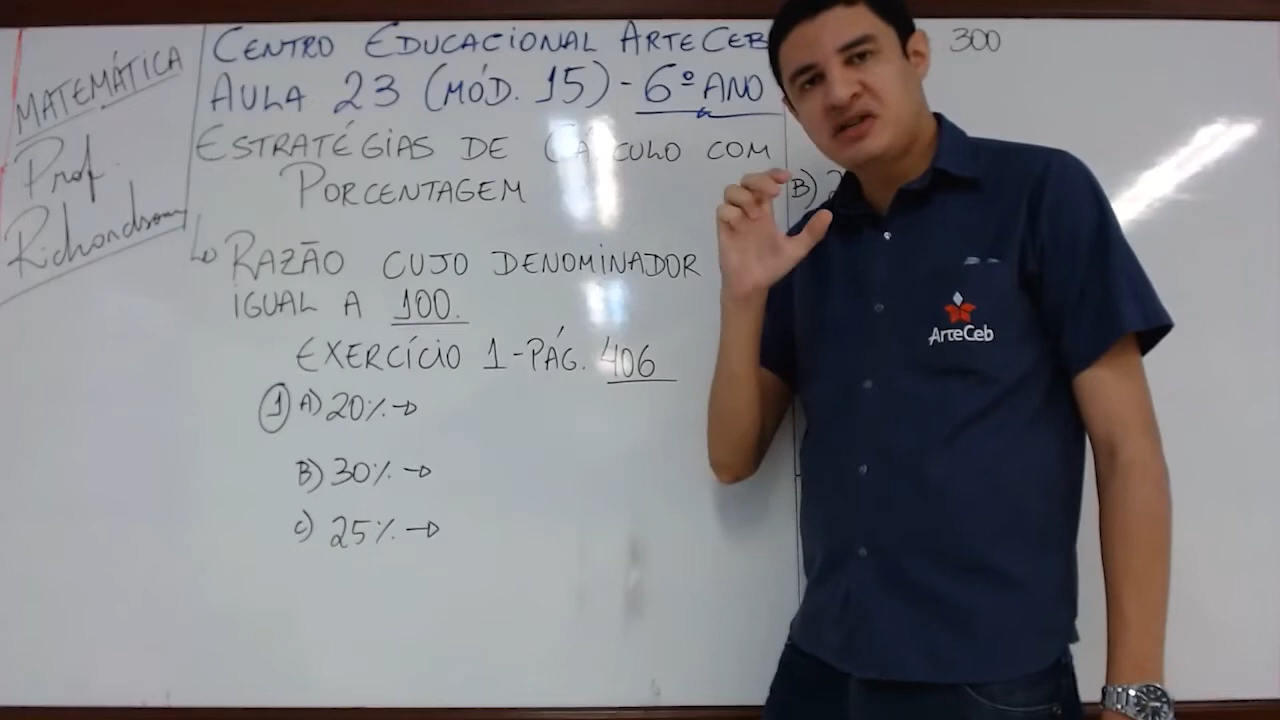 MATEMÁTICA
Prof.
Richardson
CENTRO EDUCACIONAL ARTECEB
AULA 23 (MÓD. 15) - 6º ANO
ESTRATÉGIAS DE CÁLCULO COM
PORCENTAGEM
RAZÃO CUJO DENOMINADOR
IGUAL A 100.
EXERCÍCIO 1 - PÁG. 406
1 A) 20% →
B) 30% →
C) 25% →
300
B) 2
ArteCeb